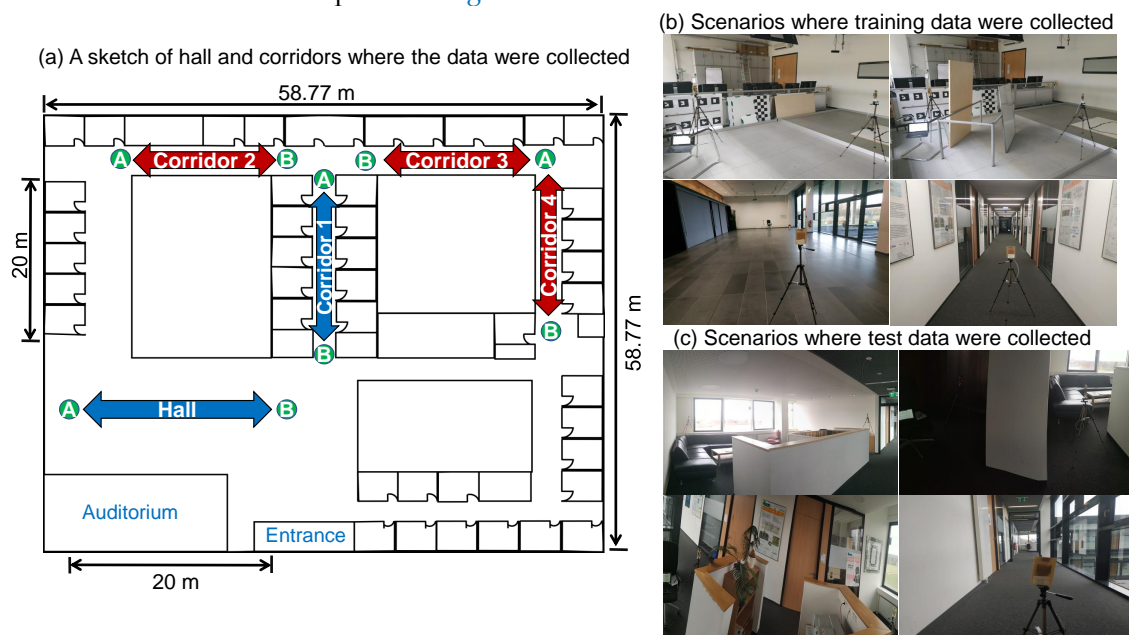 (b) Scenarios where training data were collected
(a) A sketch of hall and corridors where the data were collected
58.77 m
A
Corridor 2
B
B
Corridor 3
A
A
Corridor 1
B
Corridor 4
B
20 m
58.77 m
A
Hall
B
Auditorium
Entrance
20 m
(c) Scenarios where test data were collected